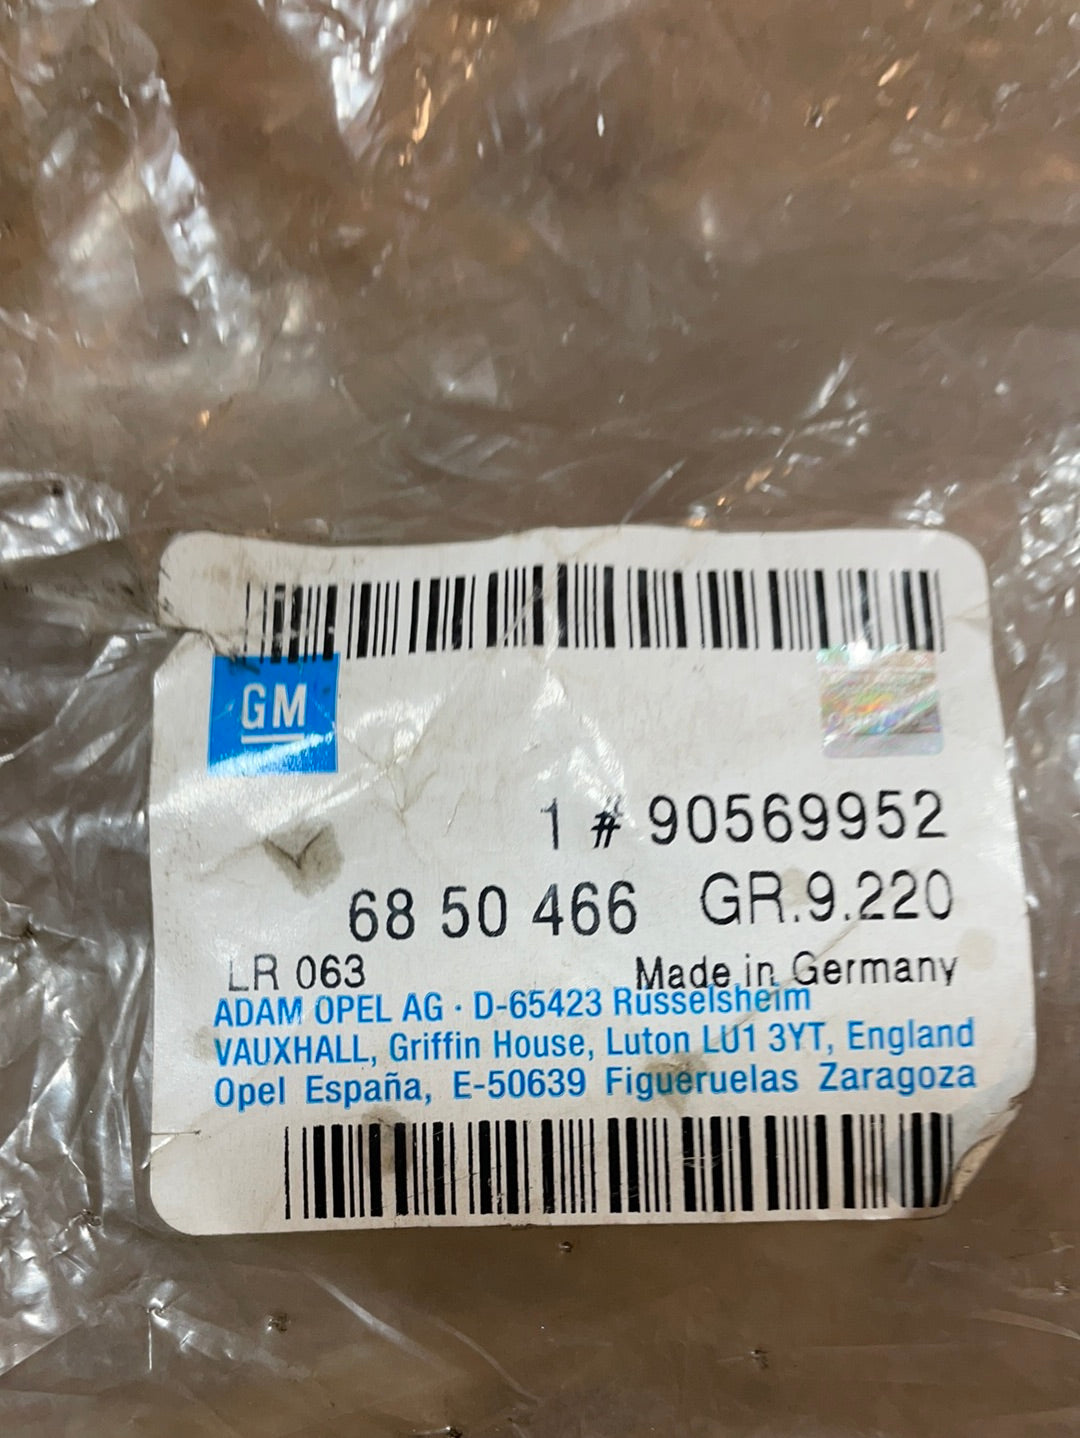 GM
1 # 90569952
68 50 466 GR.9.220
LR 063 Made in Germany
ADAM OPEL AG · D-65423 Rüsselsheim
VAUXHALL, Griffin House, Luton LU1 3YT, England
Opel España, E-50639 Figueruelas Zaragoza